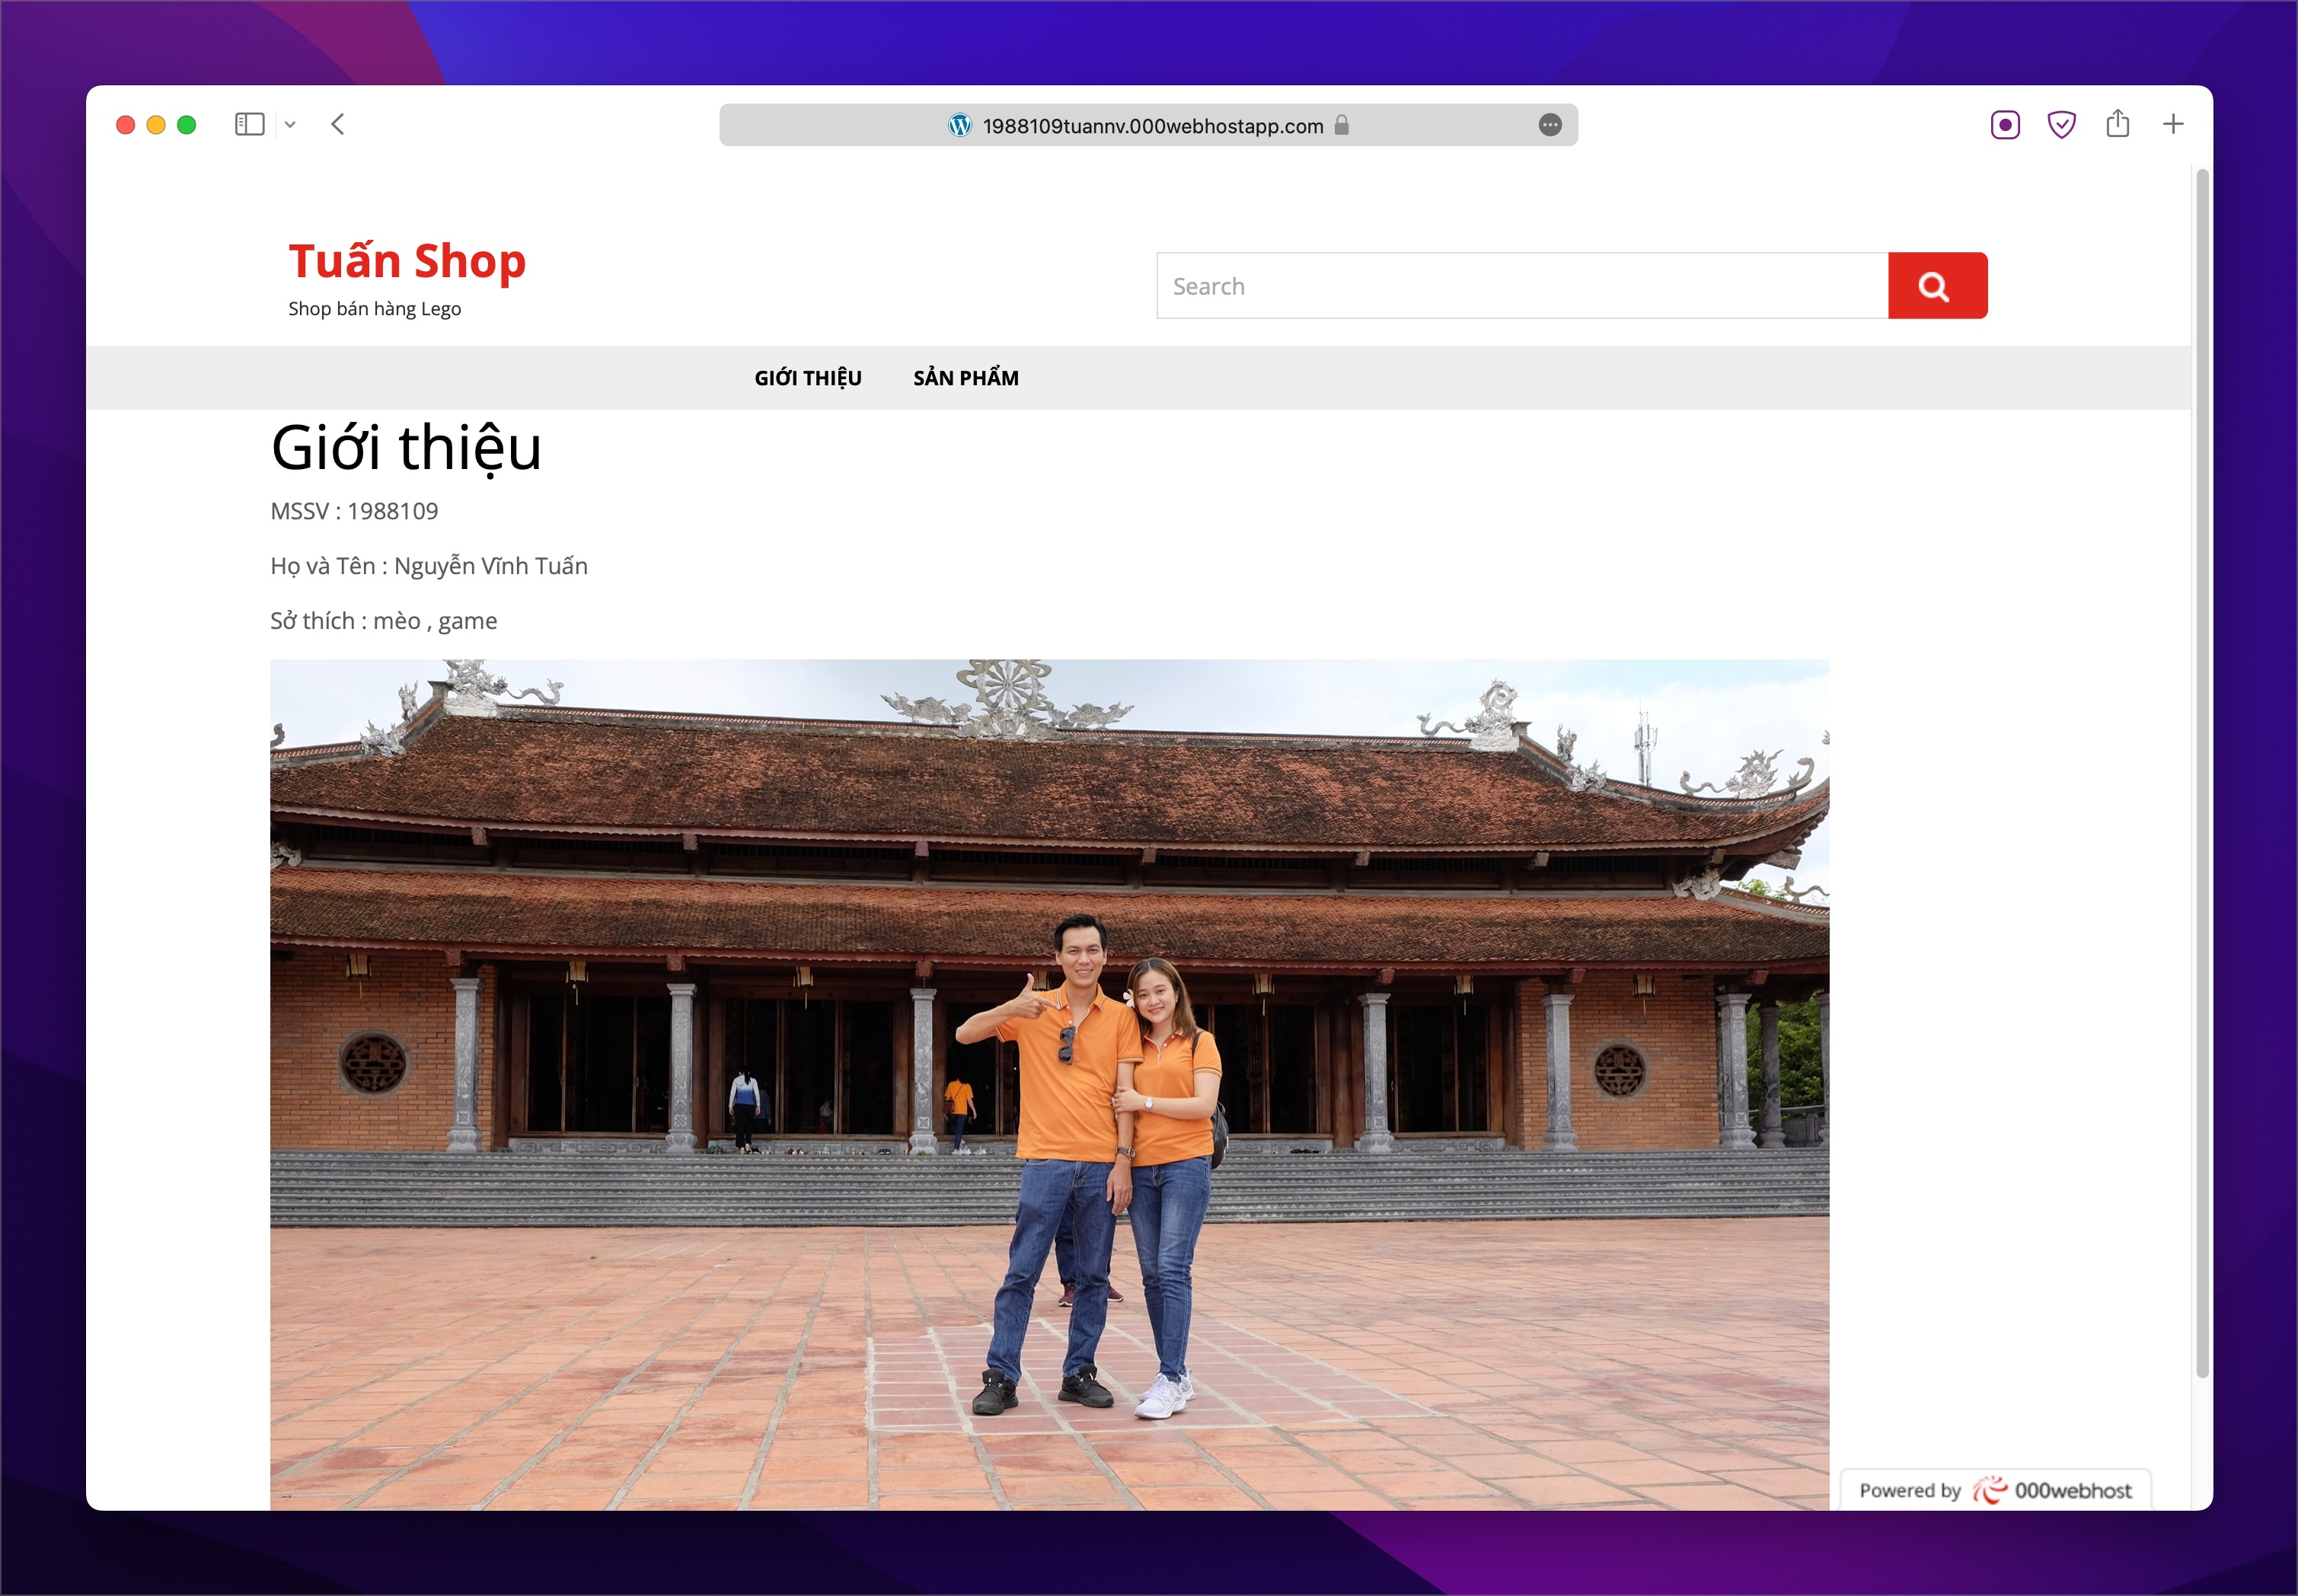 1988109tuannv.000webhostapp.com
Tuấn Shop
Shop bán hàng Lego
Search
GIỚI THIỆU SẢN PHẨM
Giới thiệu
MSSV : 1988109
Họ và Tên : Nguyễn Vĩnh Tuấn
Sở thích : mèo , game
Powered by 000webhost